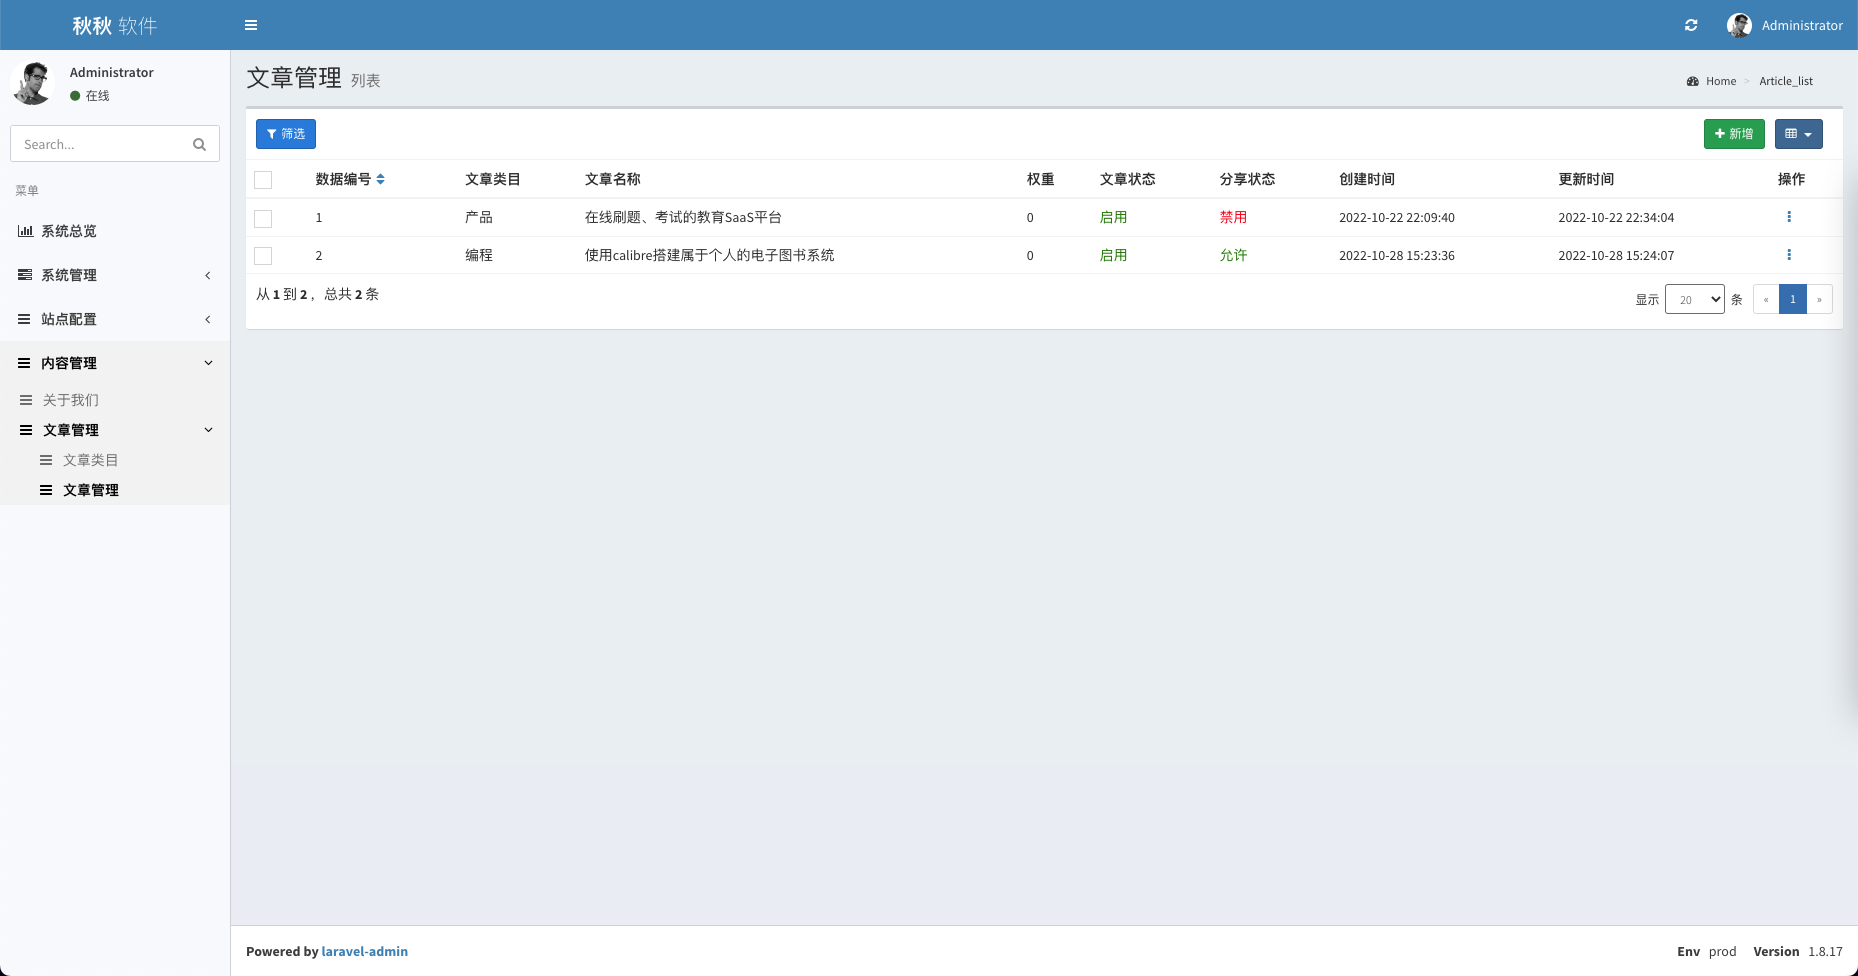 秋秋 软件
Administrator
Administrator
在线
Search...
菜单
系统总览
系统管理
站点配置
内容管理
关于我们
文章管理
文章类目
文章管理
文章管理 列表
Home > Article_list
筛选
新增
数据编号 文章类目 文章名称 权重 文章状态 分享状态 创建时间 更新时间 操作
1 产品 在线刷题、考试的教育SaaS平台 0 启用 禁用 2022-10-22 22:09:40 2022-10-22 22:34:04
2 编程 使用calibre搭建属于个人的电子图书系统 0 启用 允许 2022-10-28 15:23:36 2022-10-28 15:24:07
从 1 到 2 ，总共 2 条
显示 20 条 « 1 »
Powered by laravel-admin
Env prod Version 1.8.17